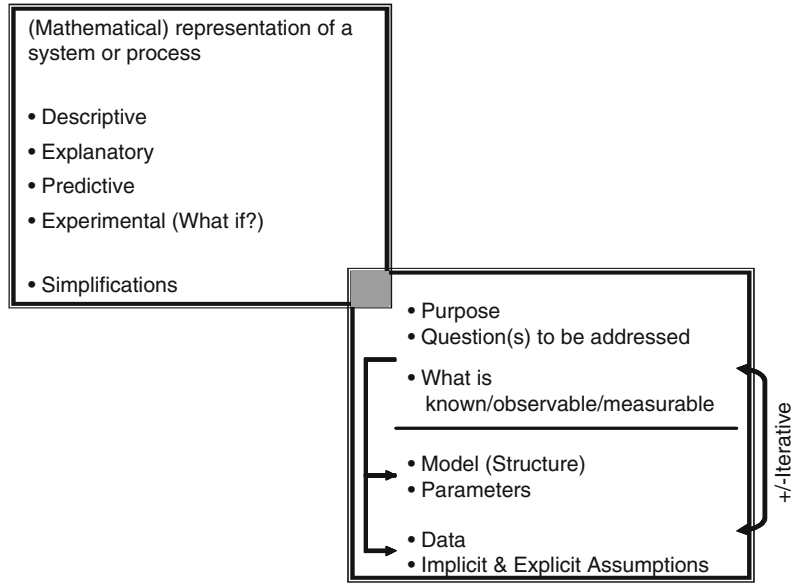 (Mathematical) representation of a
system or process
• Descriptive
• Explanatory
• Predictive
• Experimental (What if?)
• Simplifications
• Purpose
• Question(s) to be addressed
• What is
known/observable/measurable
• Model (Structure)
• Parameters
• Data
• Implicit & Explicit Assumptions
+/-Iterative